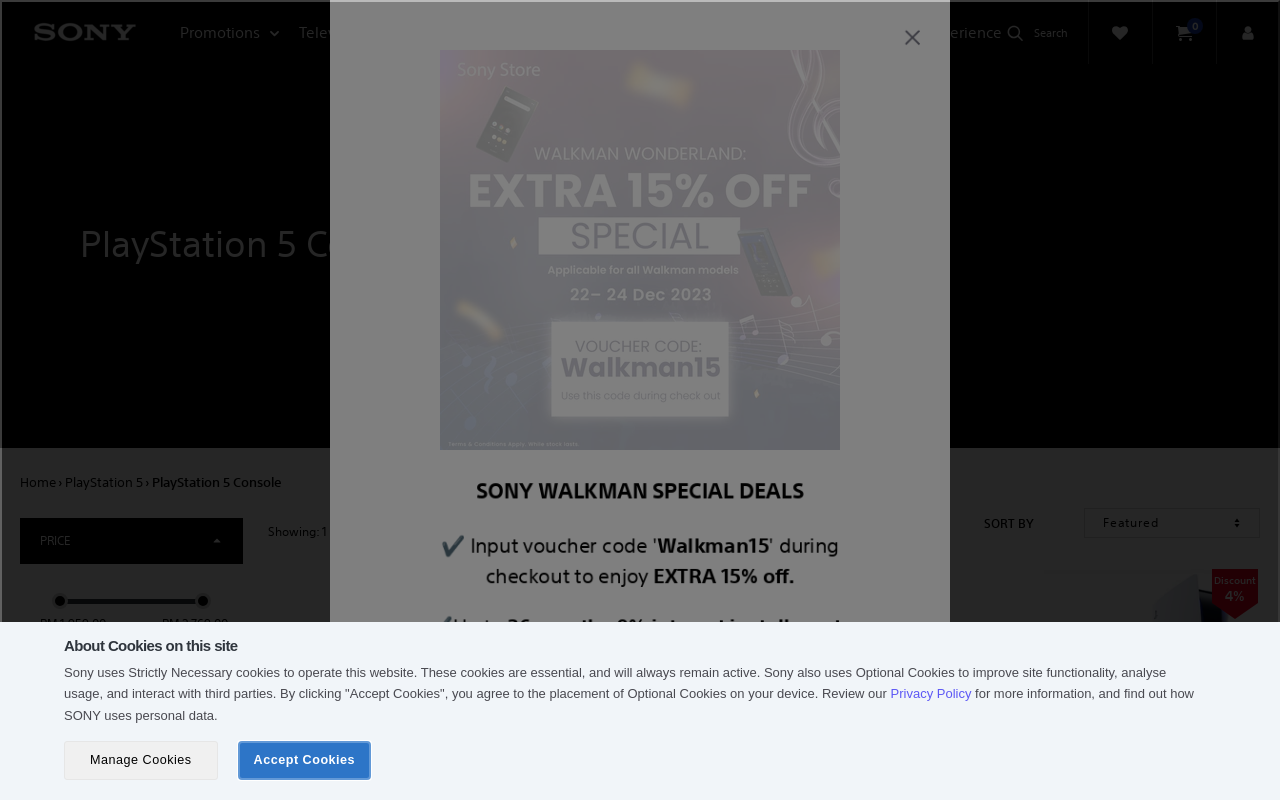 SONY
Promotions
erience
Search
0
PlayStation 5
Sony Store
WALKMAN WONDERLAND:
EXTRA 15% OFF
SPECIAL
Applicable for all Walkman models
22– 24 Dec 2023
VOUCHER CODE:
Walkman15
Use this code during check out
Terms & Conditions apply. While stock lasts.
Home › PlayStation 5 › PlayStation 5 Console
SONY WALKMAN SPECIAL DEALS
✔️ Input voucher code 'Walkman15' during
checkout to enjoy EXTRA 15% off.
PRICE
Showing: 1
SORT BY
Featured
Discount
4%
About Cookies on this site
Sony uses Strictly Necessary cookies to operate this website. These cookies are essential, and will always remain active. Sony also uses Optional Cookies to improve site functionality, analyse
usage, and interact with third parties. By clicking "Accept Cookies", you agree to the placement of Optional Cookies on your device. Review our Privacy Policy for more information, and find out how
SONY uses personal data.
Manage Cookies
Accept Cookies